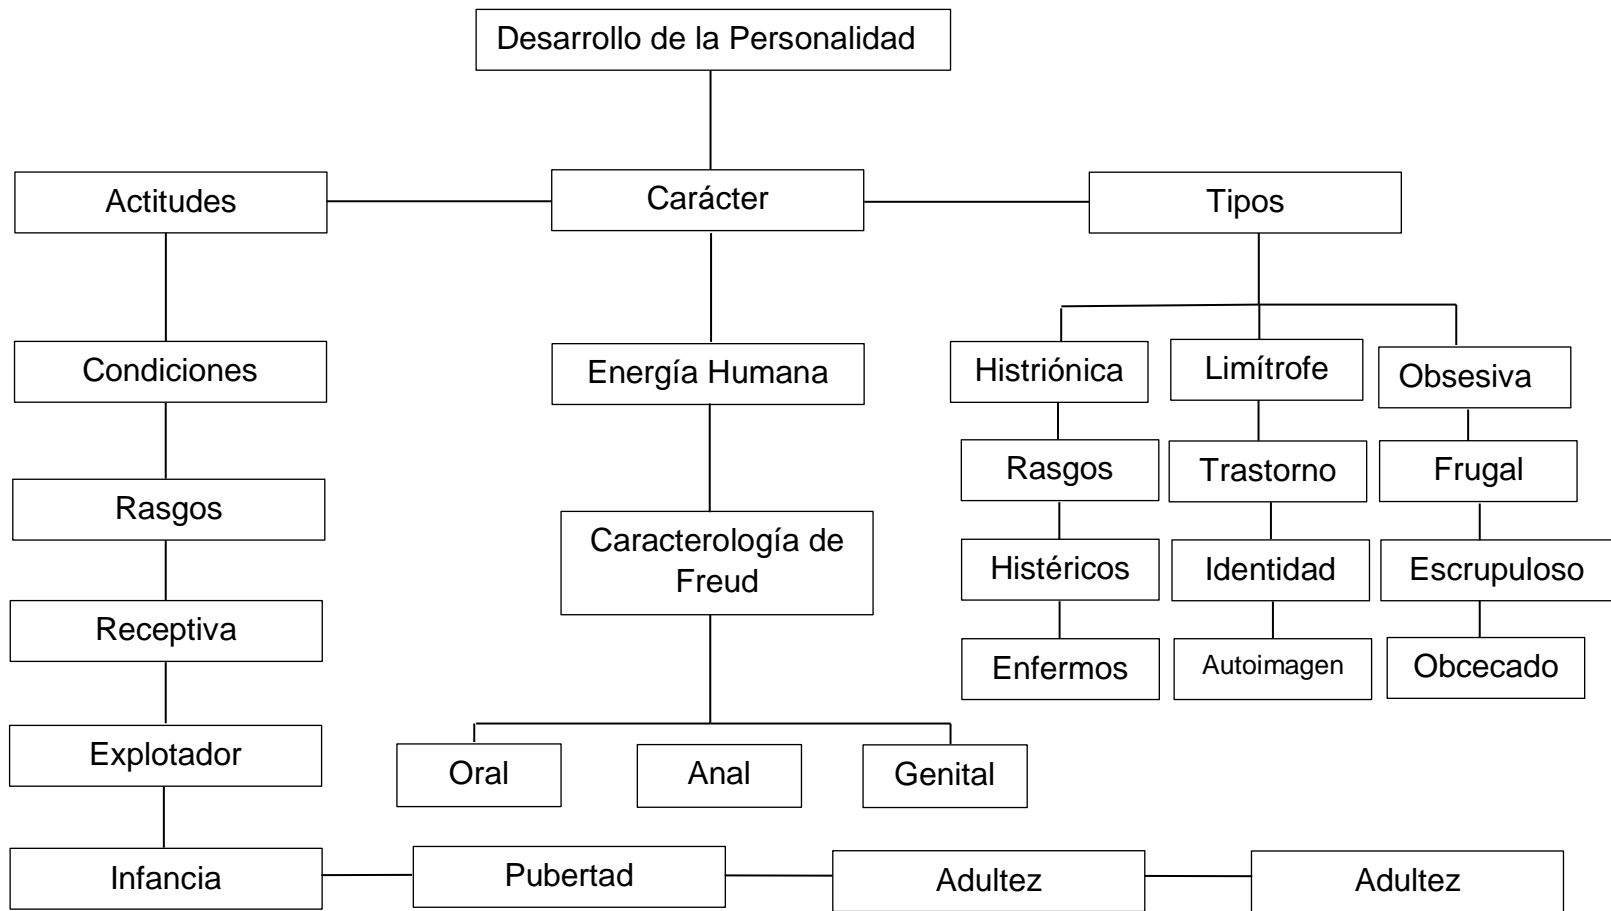 Desarrollo de la Personalidad
Actitudes
Carácter
Tipos
Condiciones
Energía Humana
Histriónica
Limítrofe
Obsesiva
Rasgos
Rasgos
Trastorno
Frugal
Caracterología de
Freud
Histéricos
Identidad
Escrupuloso
Receptiva
Enfermos
Autoimagen
Obcecado
Explotador
Oral
Anal
Genital
Infancia
Pubertad
Adultez
Adultez